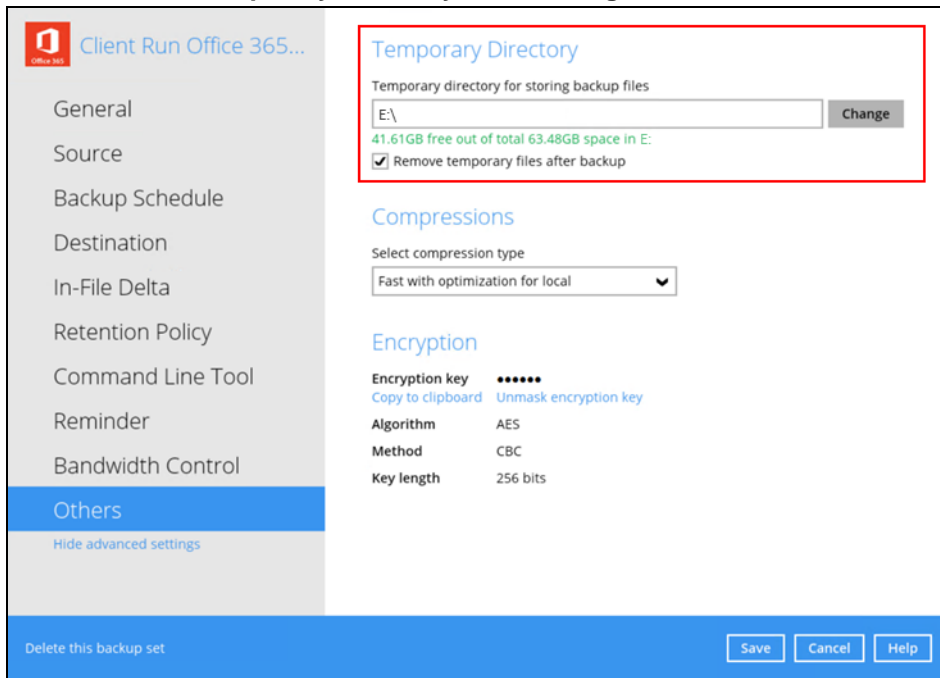 Office 365
Client Run Office 365...
General
Source
Backup Schedule
Destination
In-File Delta
Retention Policy
Command Line Tool
Reminder
Bandwidth Control
Others
Hide advanced settings
Temporary Directory
Temporary directory for storing backup files
E:\
Change
41.61GB free out of total 63.48GB space in E:
Remove temporary files after backup
Compressions
Select compression type
Fast with optimization for local
Encryption
Encryption key ••••••
Copy to clipboard Unmask encryption key
Algorithm AES
Method CBC
Key length 256 bits
Delete this backup set
Save Cancel Help